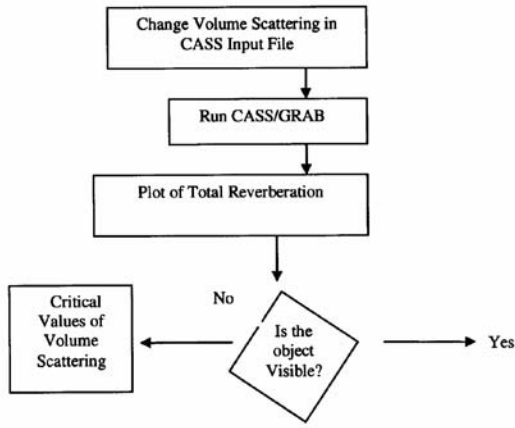 Change Volume Scattering in
CASS Input File
Run CASS/GRAB
Plot of Total Reverberation
No
Critical
Values of
Volume
Scattering
Is the
object
Visible?
Yes